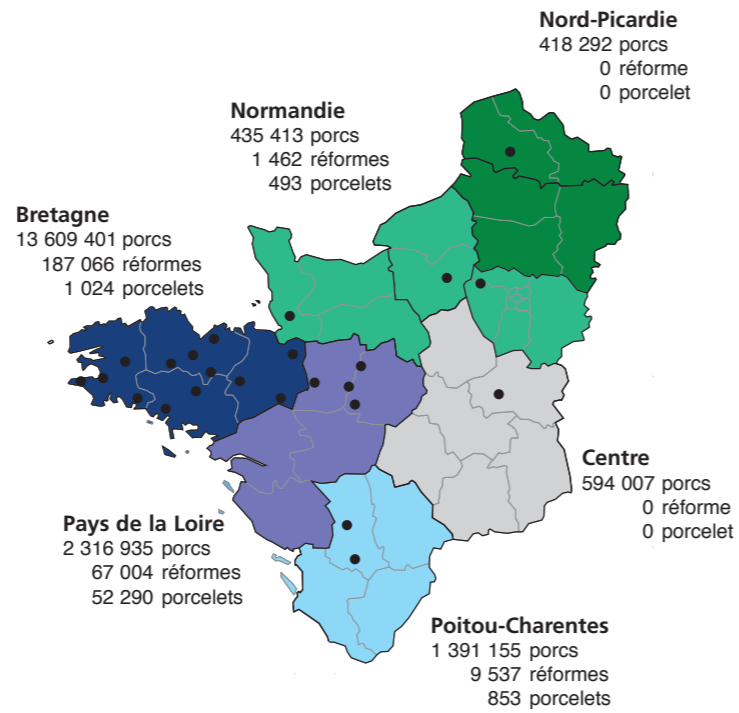 Nord-Picardie
418 292 porcs
0 réforme
0 porcelet
Normandie
435 413 porcs
1 462 réformes
493 porcelets
Bretagne
13 609 401 porcs
187 066 réformes
1 024 porcelets
Centre
594 007 porcs
0 réforme
0 porcelet
Pays de la Loire
2 316 935 porcs
67 004 réformes
52 290 porcelets
Poitou-Charentes
1 391 155 porcs
9 537 réformes
853 porcelets